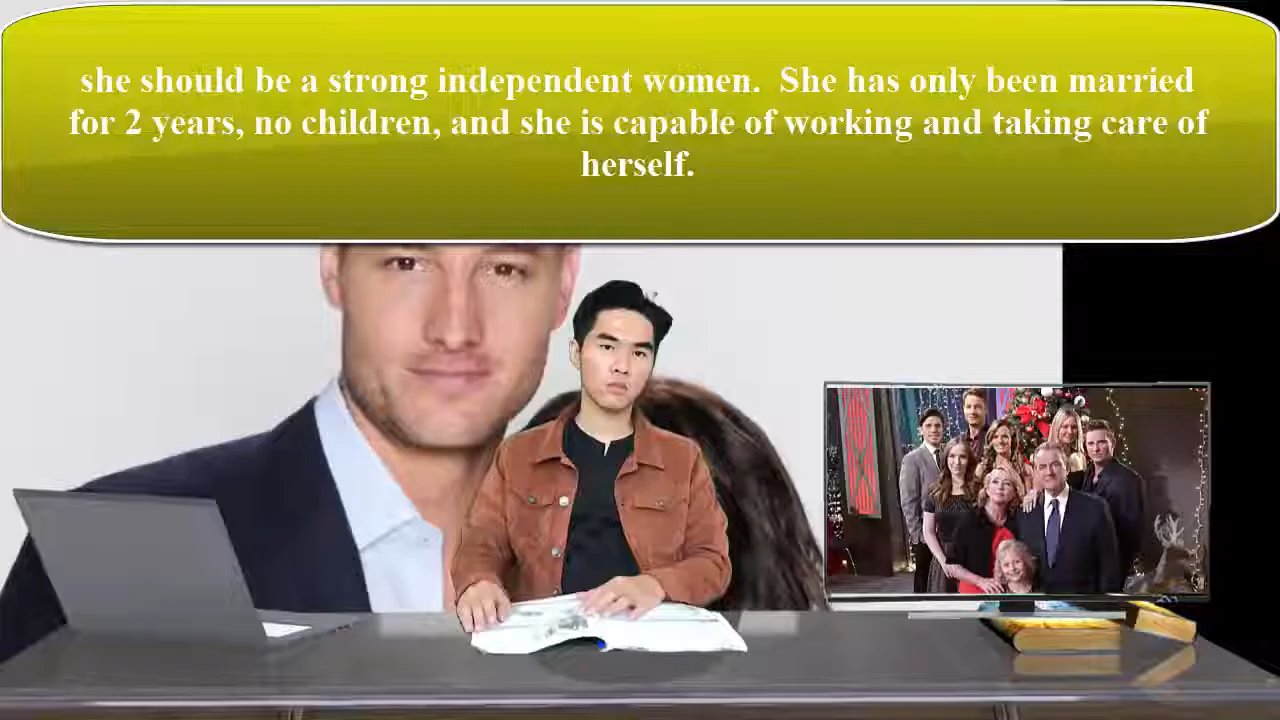 she should be a strong independent women.  She has only been married
for 2 years, no children, and she is capable of working and taking care of
herself.